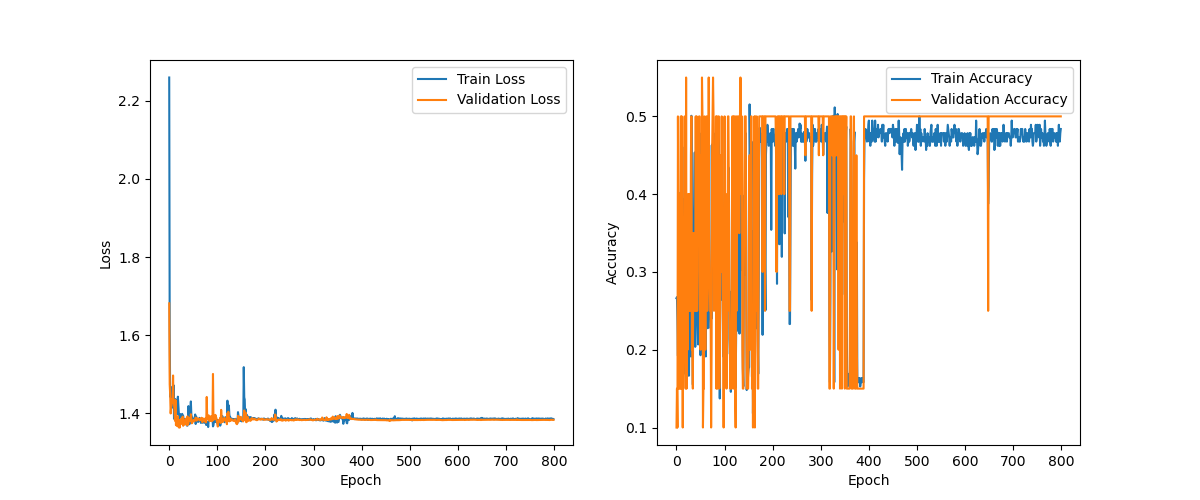 Train Loss
Validation Loss
2.2
2.0
1.8
1.6
1.4
Loss
0 100 200 300 400 500 600 700 800
Epoch
Train Accuracy
Validation Accuracy
0.5
0.4
0.3
0.2
0.1
Accuracy
0 100 200 300 400 500 600 700 800
Epoch